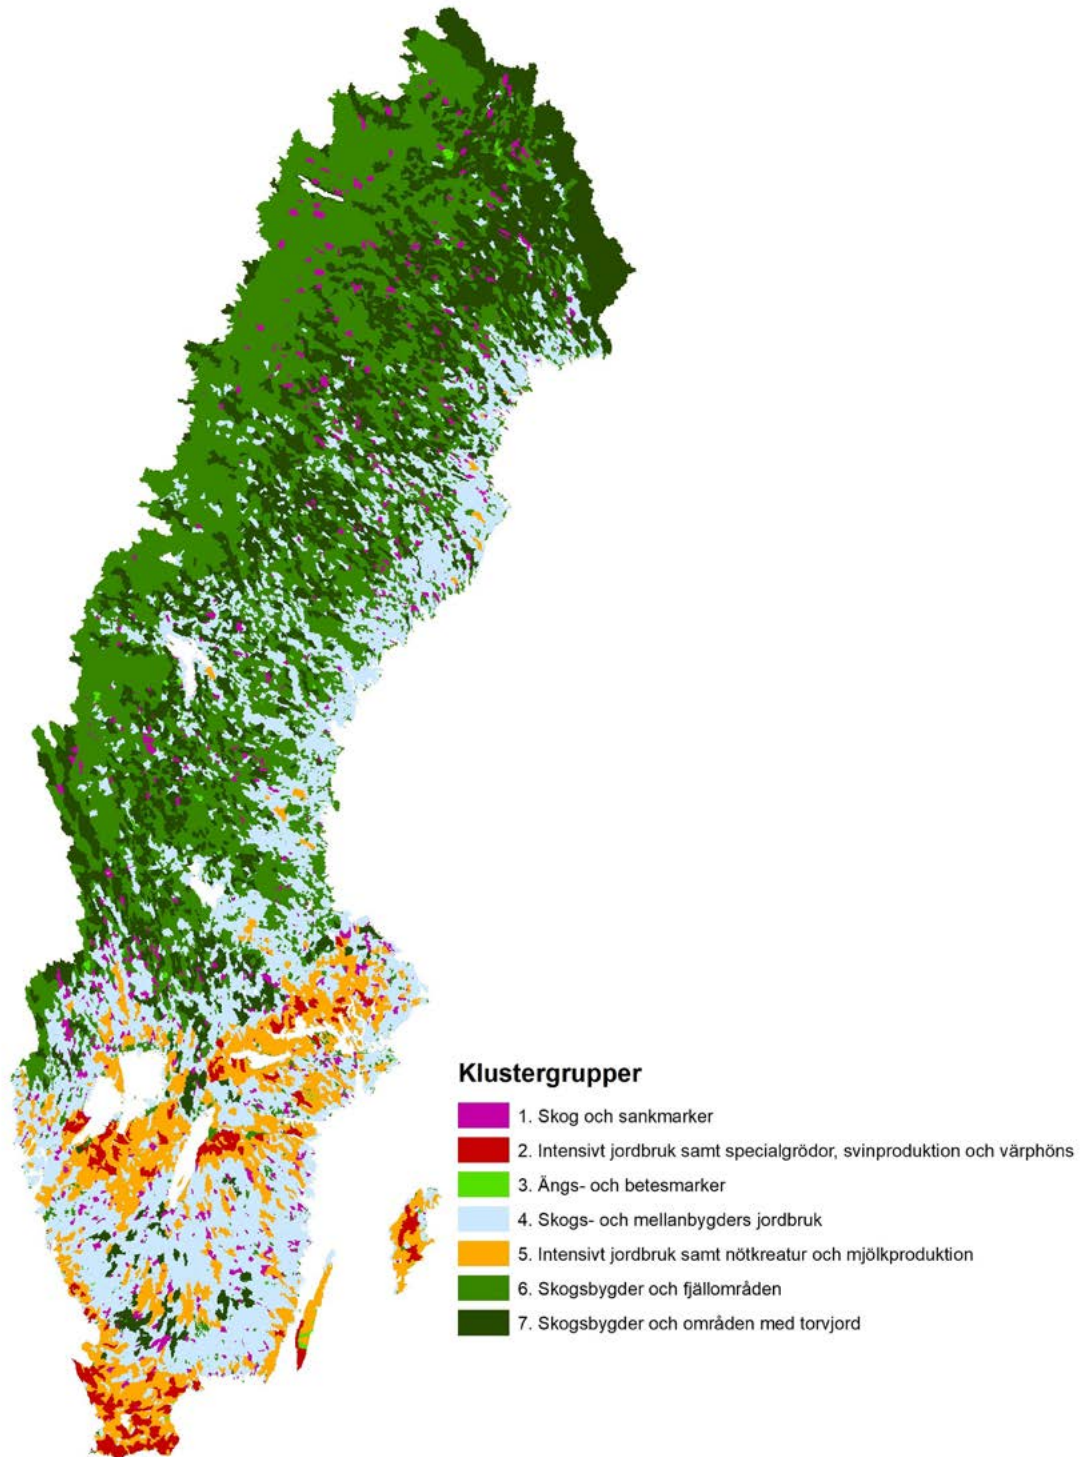 Klustergrupper
1. Skog och sankmarker
2. Intensivt jordbruk samt specialgrödor, svinproduktion och värphöns
3. Ängs- och betesmarker
4. Skogs- och mellanbygders jordbruk
5. Intensivt jordbruk samt nötkreatur och mjölkproduktion
6. Skogsbygder och fjällområden
7. Skogsbygder och områden med torvjord